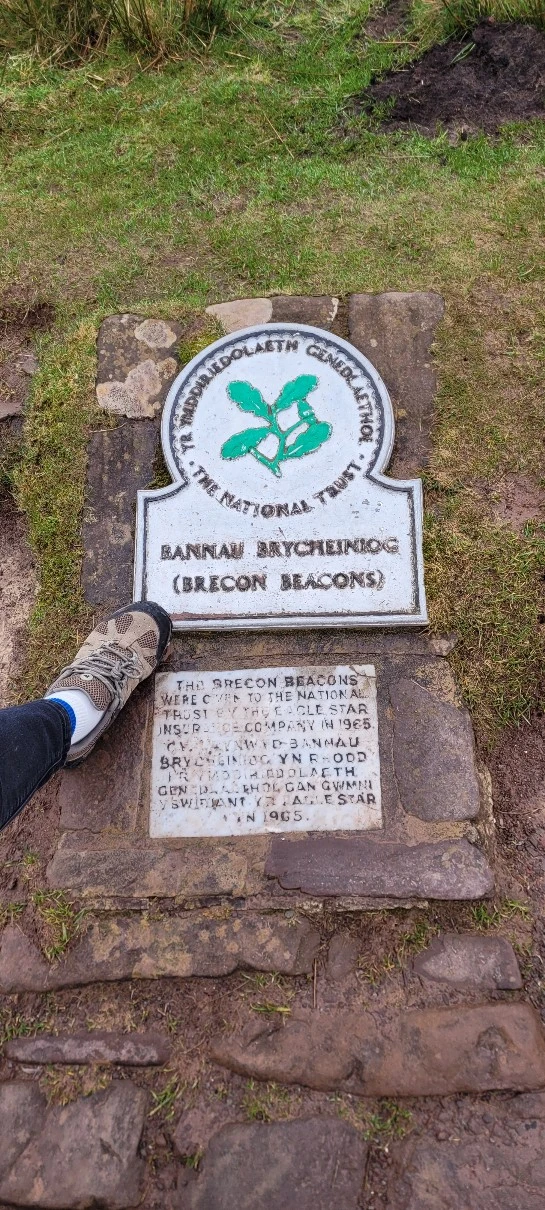 YR YMDDIRIEDOLAETH GENEDLAETHOL
THE NATIONAL TRUST
BANNAU BRYCHEINIOG
(BRECON BEACONS)
THE BRECON BEACONS
WERE GIVEN TO THE NATIONAL
TRUST BY THE EAGLE STAR
INSURANCE COMPANY IN 1965.
CYFLWYNWYD BANNAU
BRYCHEINIOG YN RHODD
I'R YMDDIRIEDOLAETH
GENEDLAETHOL GAN GWMNI
YSWIRIANT YR EAGLE STAR
YN 1965.